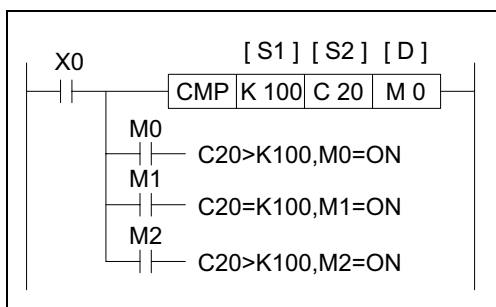 [ S1 ] [ S2 ] [ D ]
X0
CMP K 100 C 20 M 0
M0
C20>K100,M0=ON
M1
C20=K100,M1=ON
M2
C20>K100,M2=ON